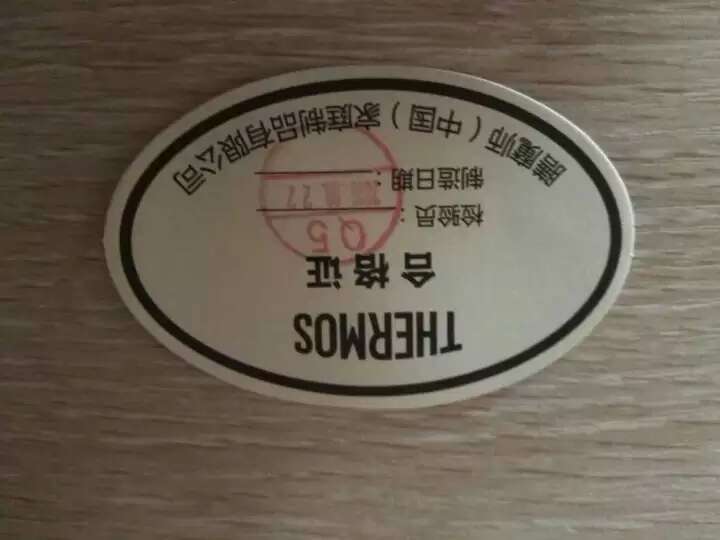 THERMOS
合格证
检验员：
Q5
制造日期：
膳魔师（中国）家庭制品有限公司